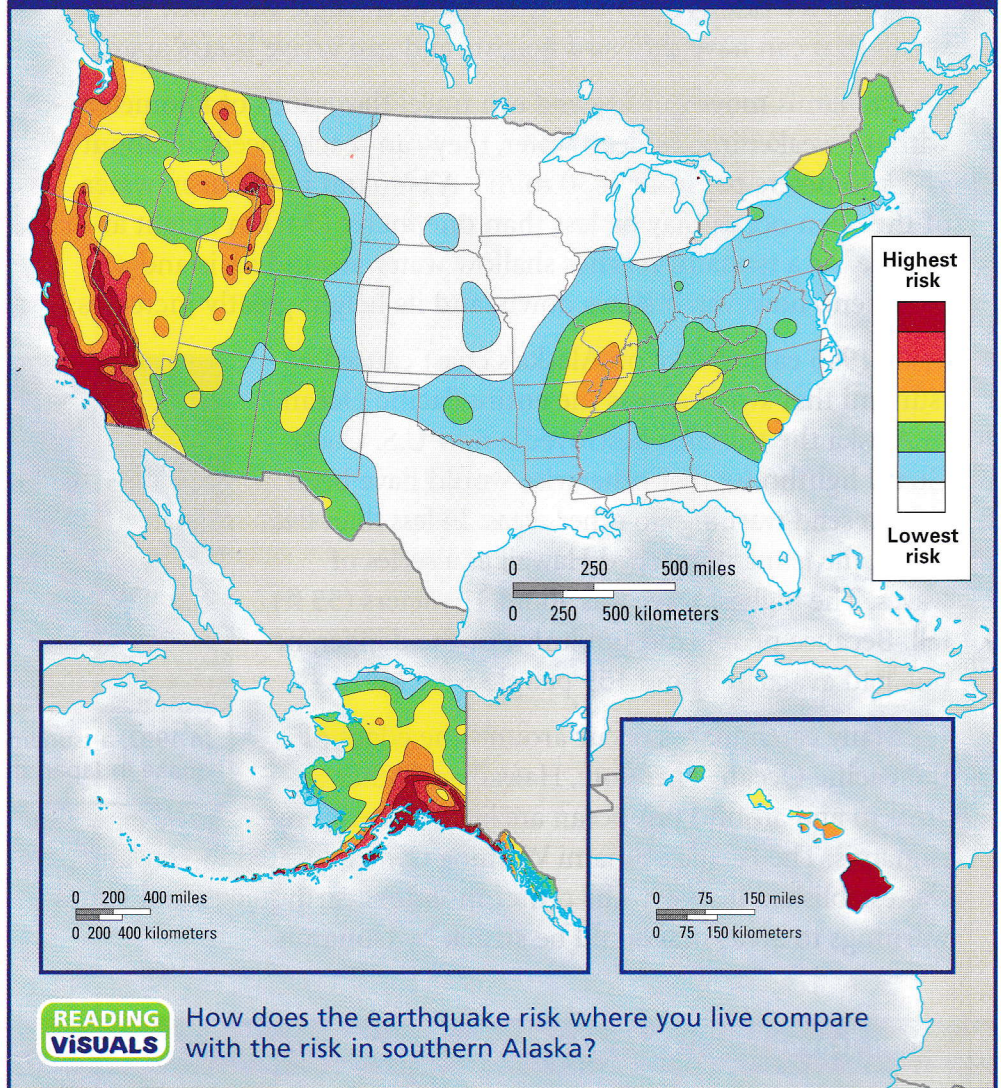 Highest
risk
Lowest
risk
0 250 500 miles
0 250 500 kilometers
0 200 400 miles
0 200 400 kilometers
0 75 150 miles
0 75 150 kilometers
READING
ViSUALS
How does the earthquake risk where you live compare
with the risk in southern Alaska?